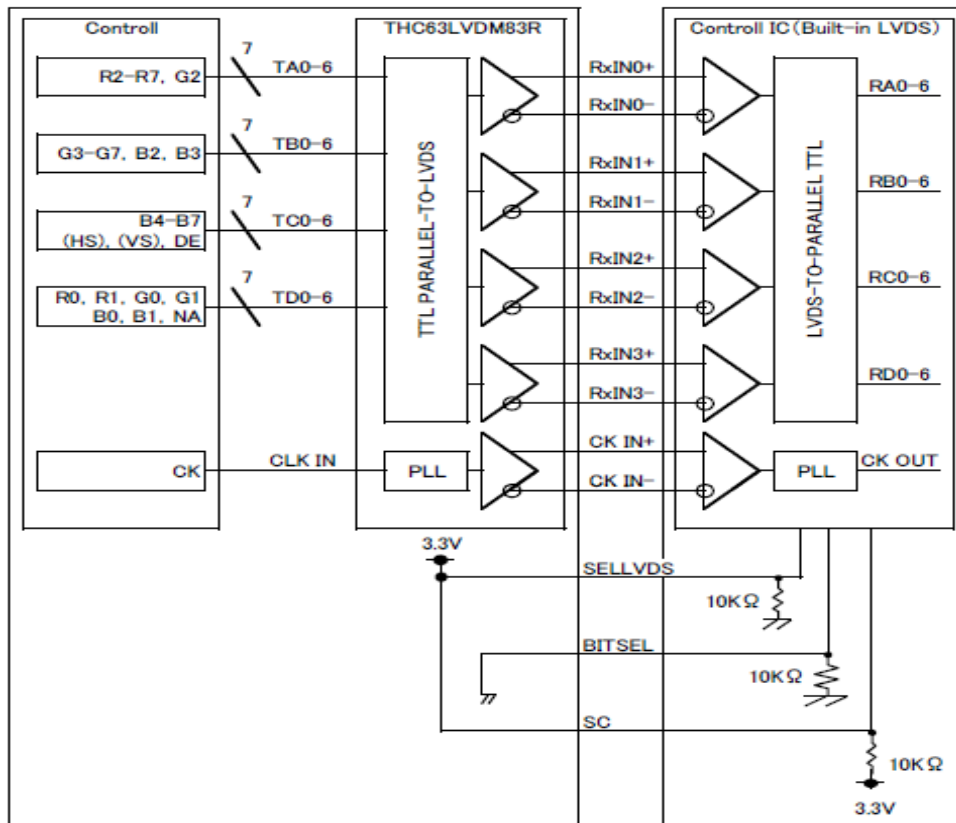 Controll
THC63LVDM83R
Controll IC(Built-in LVDS)
R2-R7, G2
7
TA0-6
RxIN0+
RxIN0-
RA0-6
G3-G7, B2, B3
7
TB0-6
RxIN1+
RxIN1-
RB0-6
B4-B7
(HS), (VS), DE
7
TC0-6
RxIN2+
RxIN2-
RC0-6
R0, R1, G0, G1
B0, B1, NA
7
TD0-6
RxIN3+
RxIN3-
RD0-6
TTL PARALLEL-TO-LVDS
LVDS-TO-PARALLEL TTL
CK
CLK IN
PLL
CK IN+
CK IN-
PLL
CK OUT
3.3V
SELLVDS
10KΩ
BITSEL
10KΩ
SC
10KΩ
3.3V